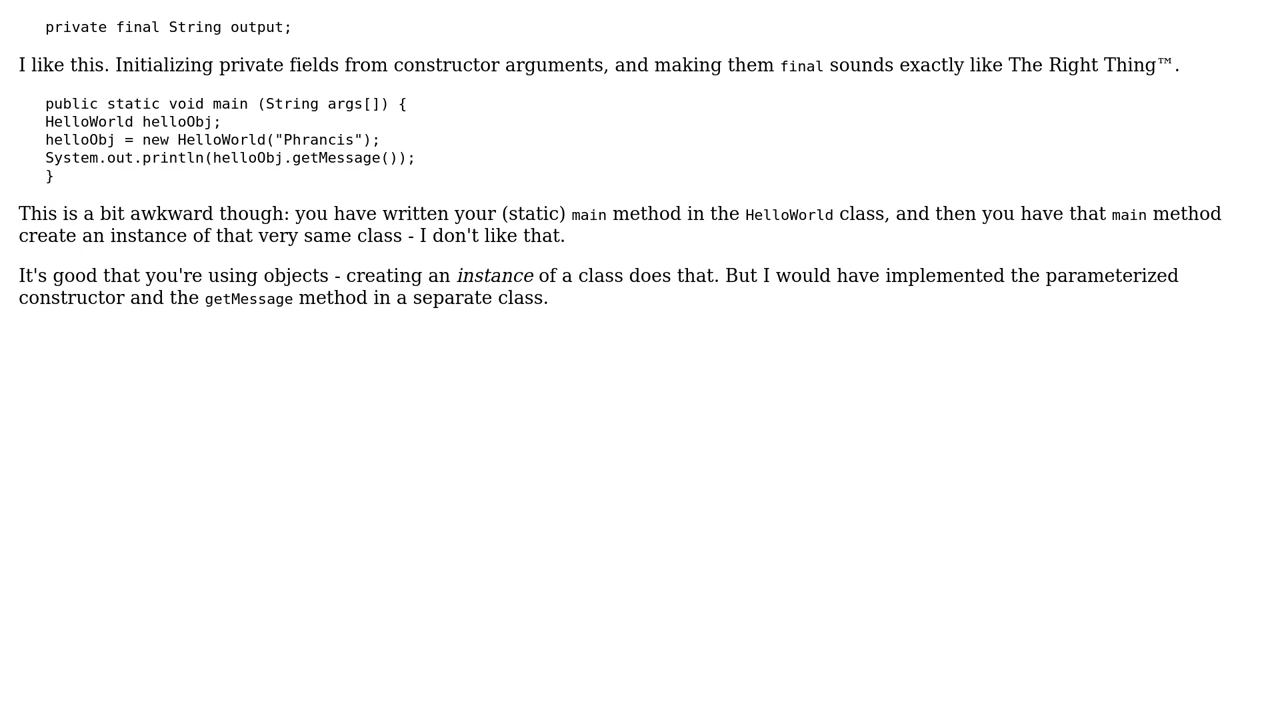 private final String output;
I like this. Initializing private fields from constructor arguments, and making them final sounds exactly like The Right Thing™.
public static void main (String args[]) {
HelloWorld helloObj;
helloObj = new HelloWorld("Phrancis");
System.out.println(helloObj.getMessage());
}
This is a bit awkward though: you have written your (static) main method in the HelloWorld class, and then you have that main method
create an instance of that very same class - I don't like that.
It's good that you're using objects - creating an instance of a class does that. But I would have implemented the parameterized
constructor and the getMessage method in a separate class.